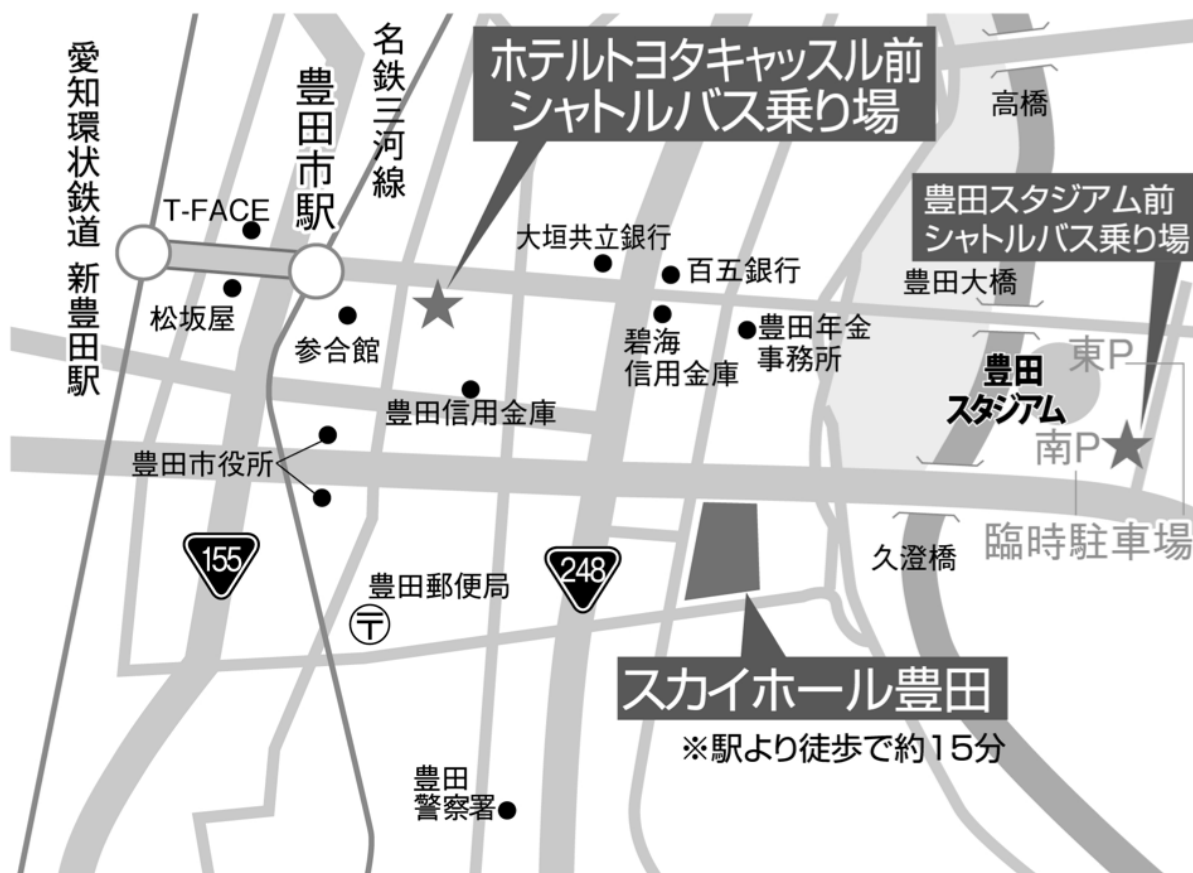 愛知環状鉄道 新豊田駅
豊田市駅
名鉄三河線
ホテルトヨタキャッスル前
シャトルバス乗り場
高橋
T-FACE
豊田スタジアム前
シャトルバス乗り場
大垣共立銀行
百五銀行
豊田大橋
松坂屋
参合館
碧海
信用金庫
豊田年金
事務所
豊田
スタジアム
東P
豊田信用金庫
南P
豊田市役所
臨時駐車場
久澄橋
155
248
豊田郵便局
〒
スカイホール豊田
※駅より徒歩で約15分
豊田
警察署